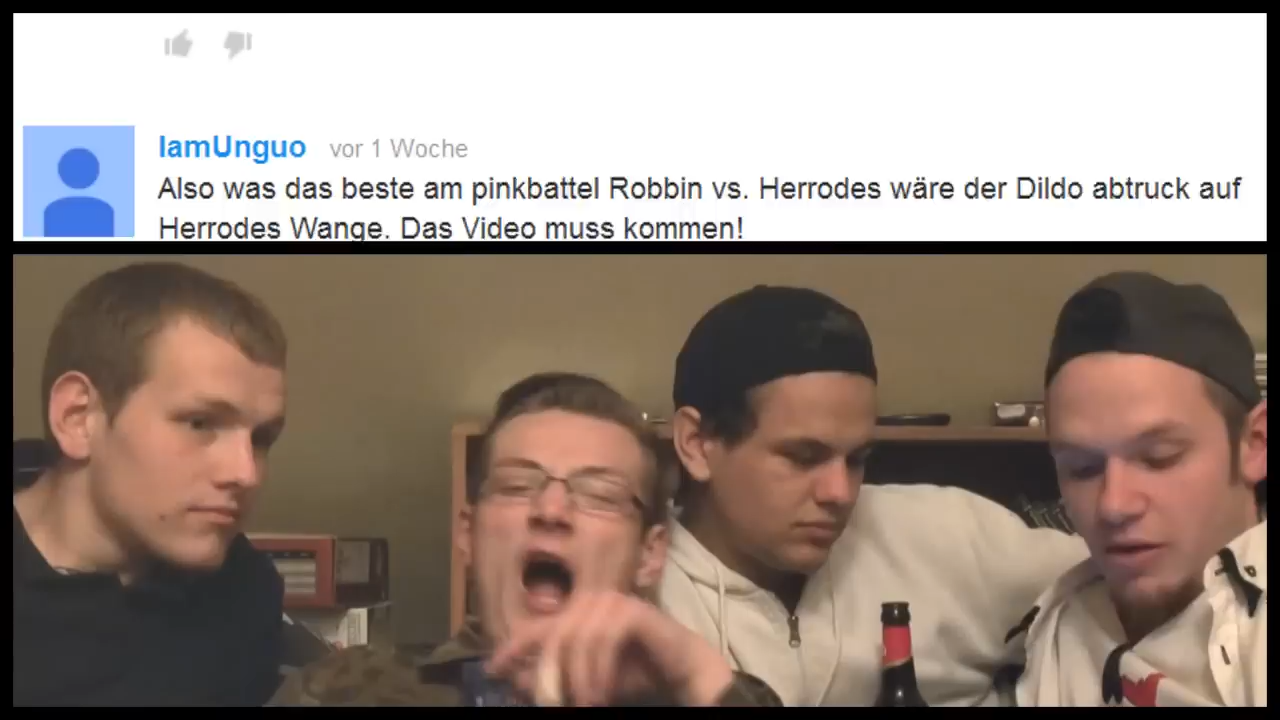 IamUnguo vor 1 Woche
Also was das beste am pinkbattel Robbin vs. Herrodes wäre der Dildo abtruck auf
Herrodes Wange. Das Video muss kommen!